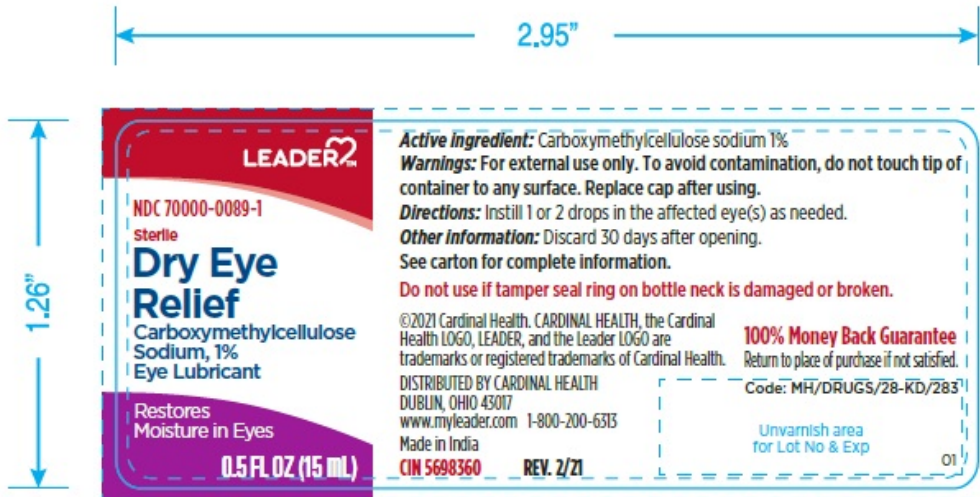 2.95"
1.26"
LEADER TM
NDC 70000-0089-1
Sterile
Dry Eye
Relief
Carboxymethylcellulose
Sodium, 1%
Eye Lubricant
Restores
Moisture in Eyes
0.5 FL OZ (15 mL)
Active ingredient: Carboxymethylcellulose sodium 1%
Warnings: For external use only. To avoid contamination, do not touch tip of
container to any surface. Replace cap after using.
Directions: Instill 1 or 2 drops in the affected eye(s) as needed.
Other information: Discard 30 days after opening.
See carton for complete information.
Do not use if tamper seal ring on bottle neck is damaged or broken.
©2021 Cardinal Health. CARDINAL HEALTH, the Cardinal
Health LOGO, LEADER, and the Leader LOGO are
trademarks or registered trademarks of Cardinal Health.
DISTRIBUTED BY CARDINAL HEALTH
DUBLIN, OHIO 43017
www.myleader.com 1-800-200-6313
Made in India
CIN 5698360 REV. 2/21
100% Money Back Guarantee
Return to place of purchase if not satisfied.
Code: MH/DRUGS/28-KD/283
Unvarnish area
for Lot No & Exp
01